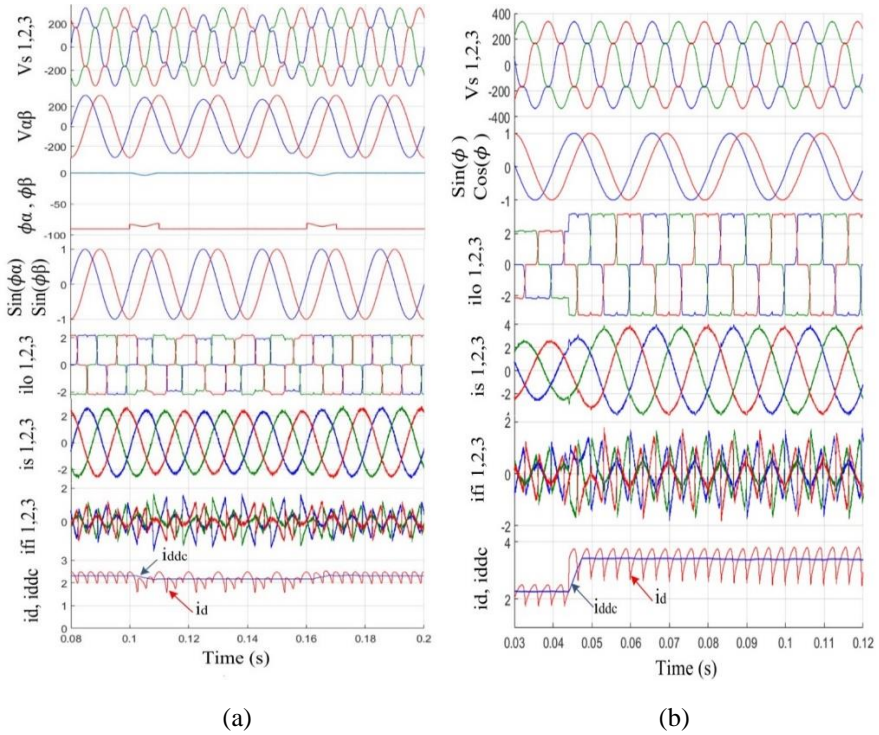 Vs 1,2,3
200
0
-200
Vαβ
200
0
-200
ϕα , ϕβ
0
-50
-100
Sin(ϕα)
Sin(ϕβ)
1
0
-1
ilo 1,2,3
2
0
-2
is 1,2,3
2
0
-2
ifi 1,2,3
2
0
id, iddc
3
2
1
0
iddc
id
0.08 0.1 0.12 0.14 0.16 0.18 0.2
Time (s)
(a)
Vs 1,2,3
400
200
0
-200
-400
Sin(ϕ)
Cos(ϕ)
1
0
-1
ilo 1,2,3
2
0
-2
is 1,2,3
4
2
0
-2
ifi 1,2,3
2
0
-2
id, iddc
4
2
iddc
id
0.03 0.04 0.05 0.06 0.07 0.08 0.09 0.1 0.11 0.12
Time (s)
(b)